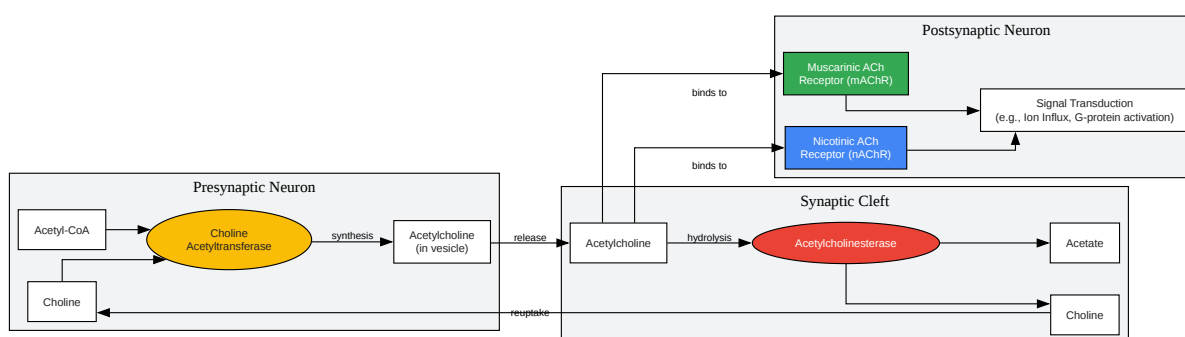 Postsynaptic Neuron
Muscarinic ACh
Receptor (mAChR)
binds to
Signal Transduction
(e.g., Ion Influx, G-protein activation)
Nicotinic ACh
Receptor (nAChR)
binds to
Presynaptic Neuron
Acetyl-CoA
Choline
Acetyltransferase
synthesis
Acetylcholine
(in vesicle)
release
Choline
Synaptic Cleft
Acetylcholine
hydrolysis
Acetylcholinesterase
Acetate
Choline
reuptake